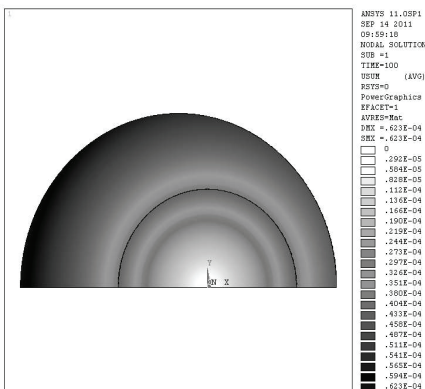 1
ANSYS 11.0SP1
SEP 14 2011
09:59:18
NODAL SOLUTION
SUB =1
TIME=100
USUM (AVG)
RSYS=0
PowerGraphics
EFACET=1
AVRES=Mat
DMX =.623E-04
SMX =.623E-04
0
.292E-05
.584E-05
.828E-05
.112E-04
.136E-04
.166E-04
.190E-04
.219E-04
.244E-04
.273E-04
.297E-04
.326E-04
.351E-04
.380E-04
.404E-04
.433E-04
.458E-04
.487E-04
.511E-04
.541E-04
.565E-04
.594E-04
.623E-04
Y
X